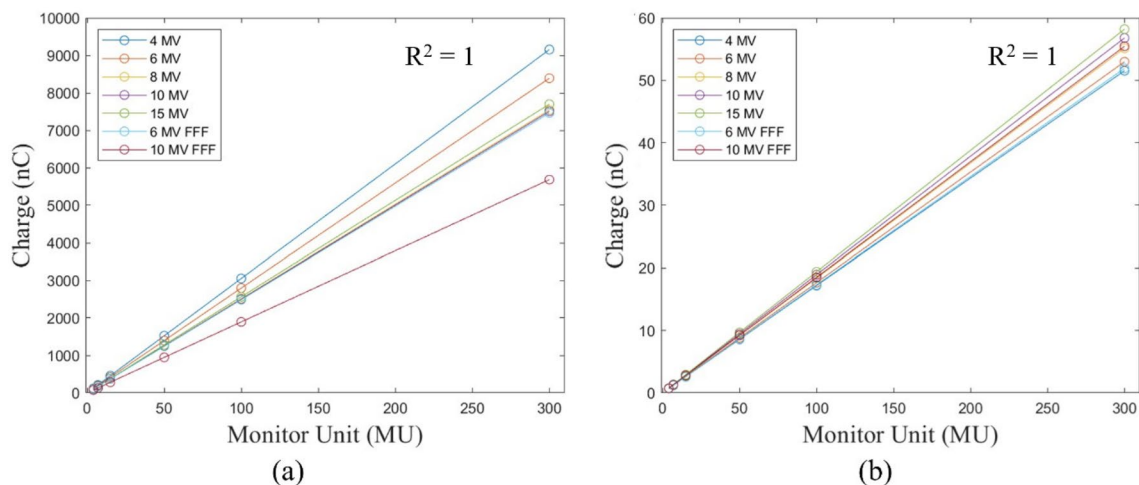 10000
9000
8000
7000
6000
5000
4000
3000
2000
1000
0
Charge (nC)
4 MV
6 MV
8 MV
10 MV
15 MV
6 MV FFF
10 MV FFF
R² = 1
0 50 100 150 200 250 300
Monitor Unit (MU)
(a)
60
50
40
30
20
10
0
Charge (nC)
4 MV
6 MV
8 MV
10 MV
15 MV
6 MV FFF
10 MV FFF
R² = 1
0 50 100 150 200 250 300
Monitor Unit (MU)
(b)